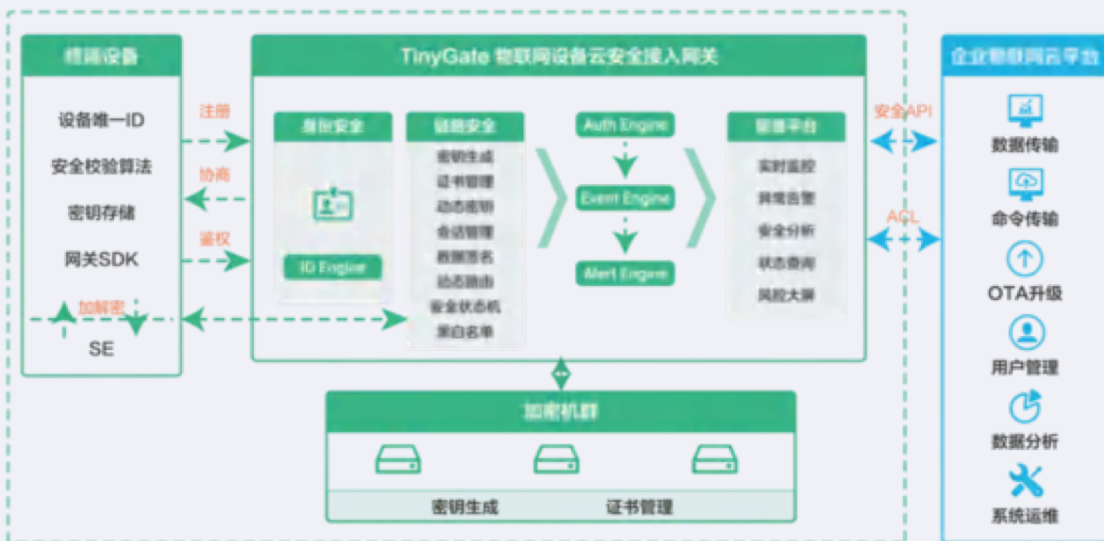 终端设备
设备唯一ID
安全校验算法
密钥存储
网关SDK
加解密
SE
注册
协商
鉴权
TinyGate 物联网设备云安全接入网关
身份安全
ID Engine
链路安全
密钥生成
证书管理
动态密钥
会话管理
数据签名
动态路由
安全状态机
黑白名单
Auth Engine
Event Engine
Alert Engine
管理平台
实时监控
异常告警
安全分析
状态查询
风控大屏
加密机群
密钥生成
证书管理
安全API
ACL
企业物联网云平台
数据传输
命令传输
OTA升级
用户管理
数据分析
系统运维